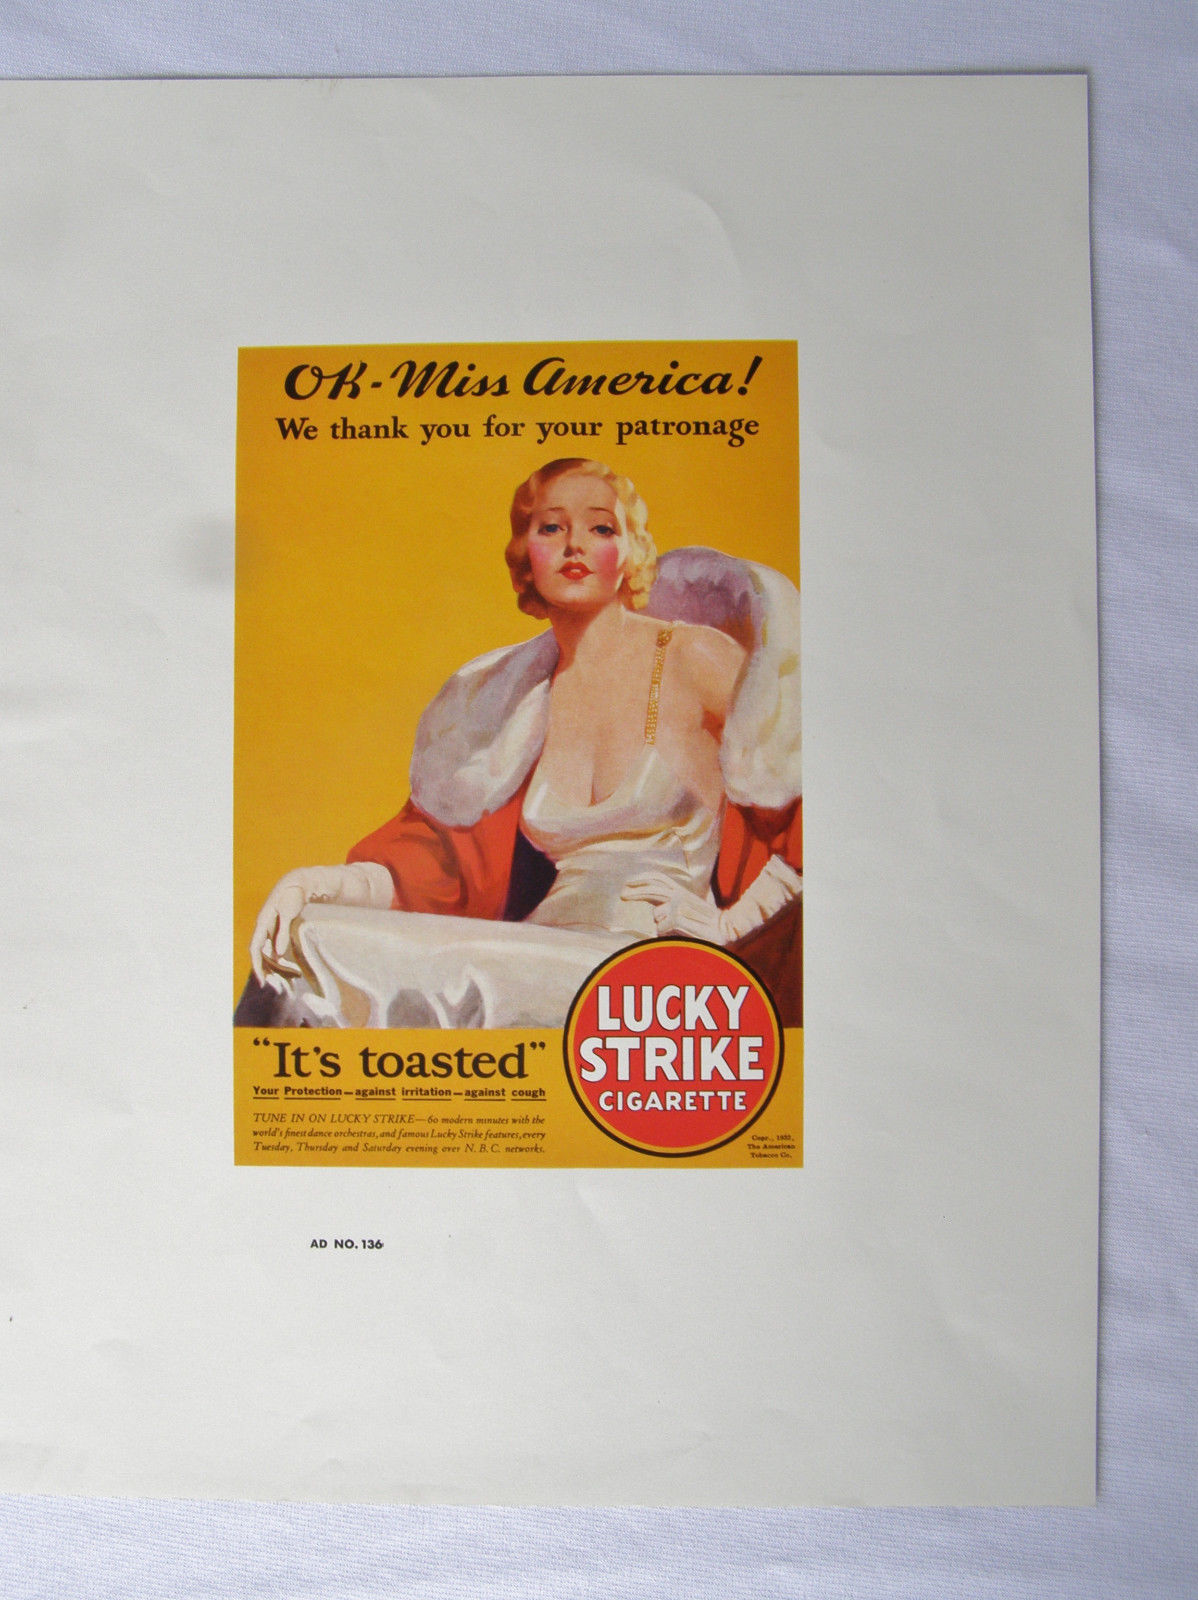 OK-Miss America!
We thank you for your patronage
LUCKY
STRIKE
CIGARETTE
"It's toasted"
Your Protection—against irritation—against cough
TUNE IN ON LUCKY STRIKE—60 modern minutes with the
world's finest dance orchestras, and famous Lucky Strike features, every
Tuesday, Thursday and Saturday evening over N.B.C. networks.
Copr., 1932,
The American
Tobacco Co.
AD NO. 136